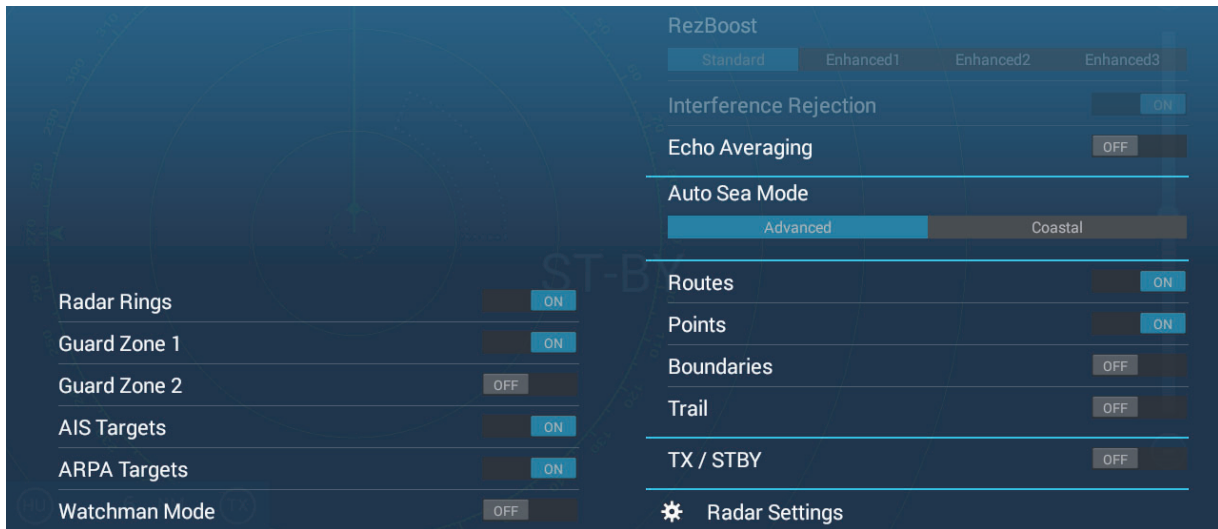 RezBoost
Standard Enhanced1 Enhanced2 Enhanced3
Interference Rejection ON
Echo Averaging OFF
Auto Sea Mode
Advanced Coastal
ST-BY
Routes ON
Points ON
Boundaries OFF
Trail OFF
TX / STBY OFF
Radar Settings
Radar Rings ON
Guard Zone 1 ON
Guard Zone 2 OFF
AIS Targets ON
ARPA Targets ON
Watchman Mode OFF
HU
TX